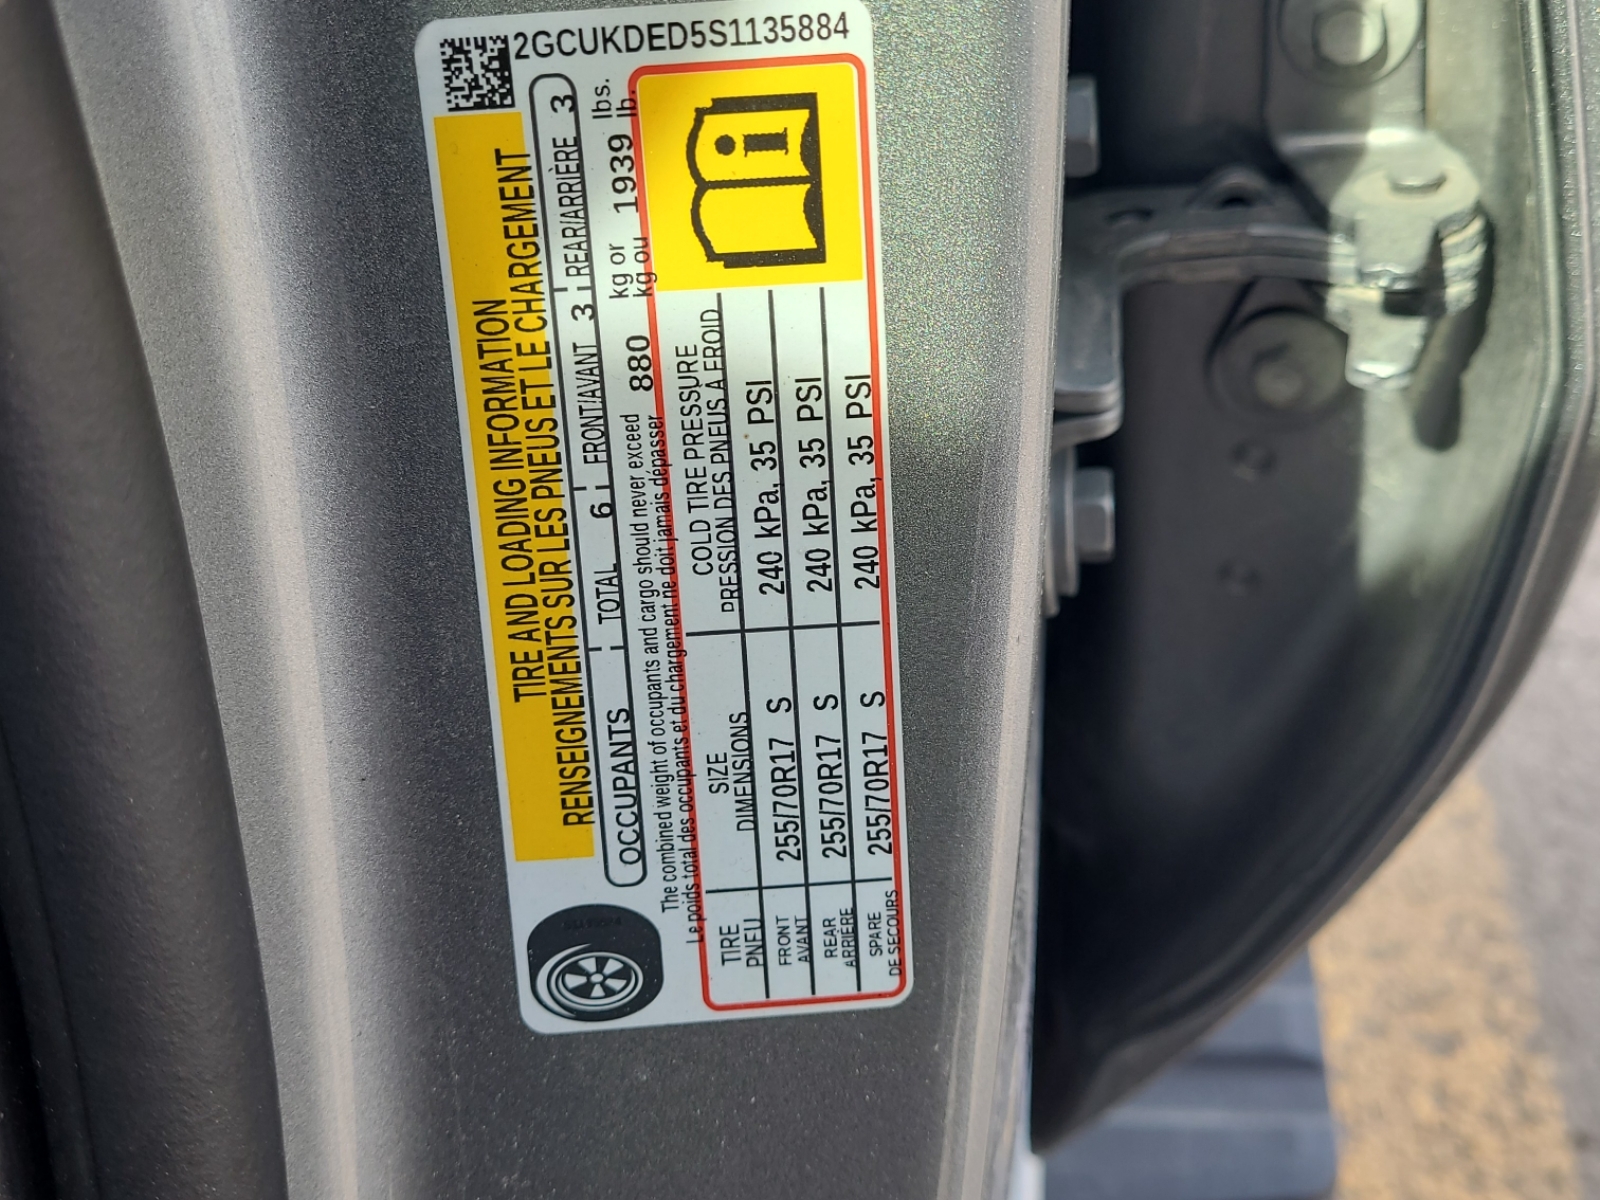 2GCUKDED5S1135884
TIRE AND LOADING INFORMATION
RENSEIGNEMENTS SUR LES PNEUS ET LE CHARGEMENT
OCCUPANTS TOTAL 6 FRONT/AVANT 3 REAR/ARRIÈRE 3
The combined weight of occupants and cargo should never exceed 880 kg or 1939 lbs.
Le poids total des occupants et du chargement ne doit jamais dépasser kg ou lb.
TIRE SIZE COLD TIRE PRESSURE
PNEU DIMENSIONS PRESSION DES PNEUS À FROID
FRONT 255/70R17 S 240 kPa, 35 PSI
AVANT
REAR 255/70R17 S 240 kPa, 35 PSI
ARRIÈRE
SPARE 255/70R17 S 240 kPa, 35 PSI
DE SECOURS